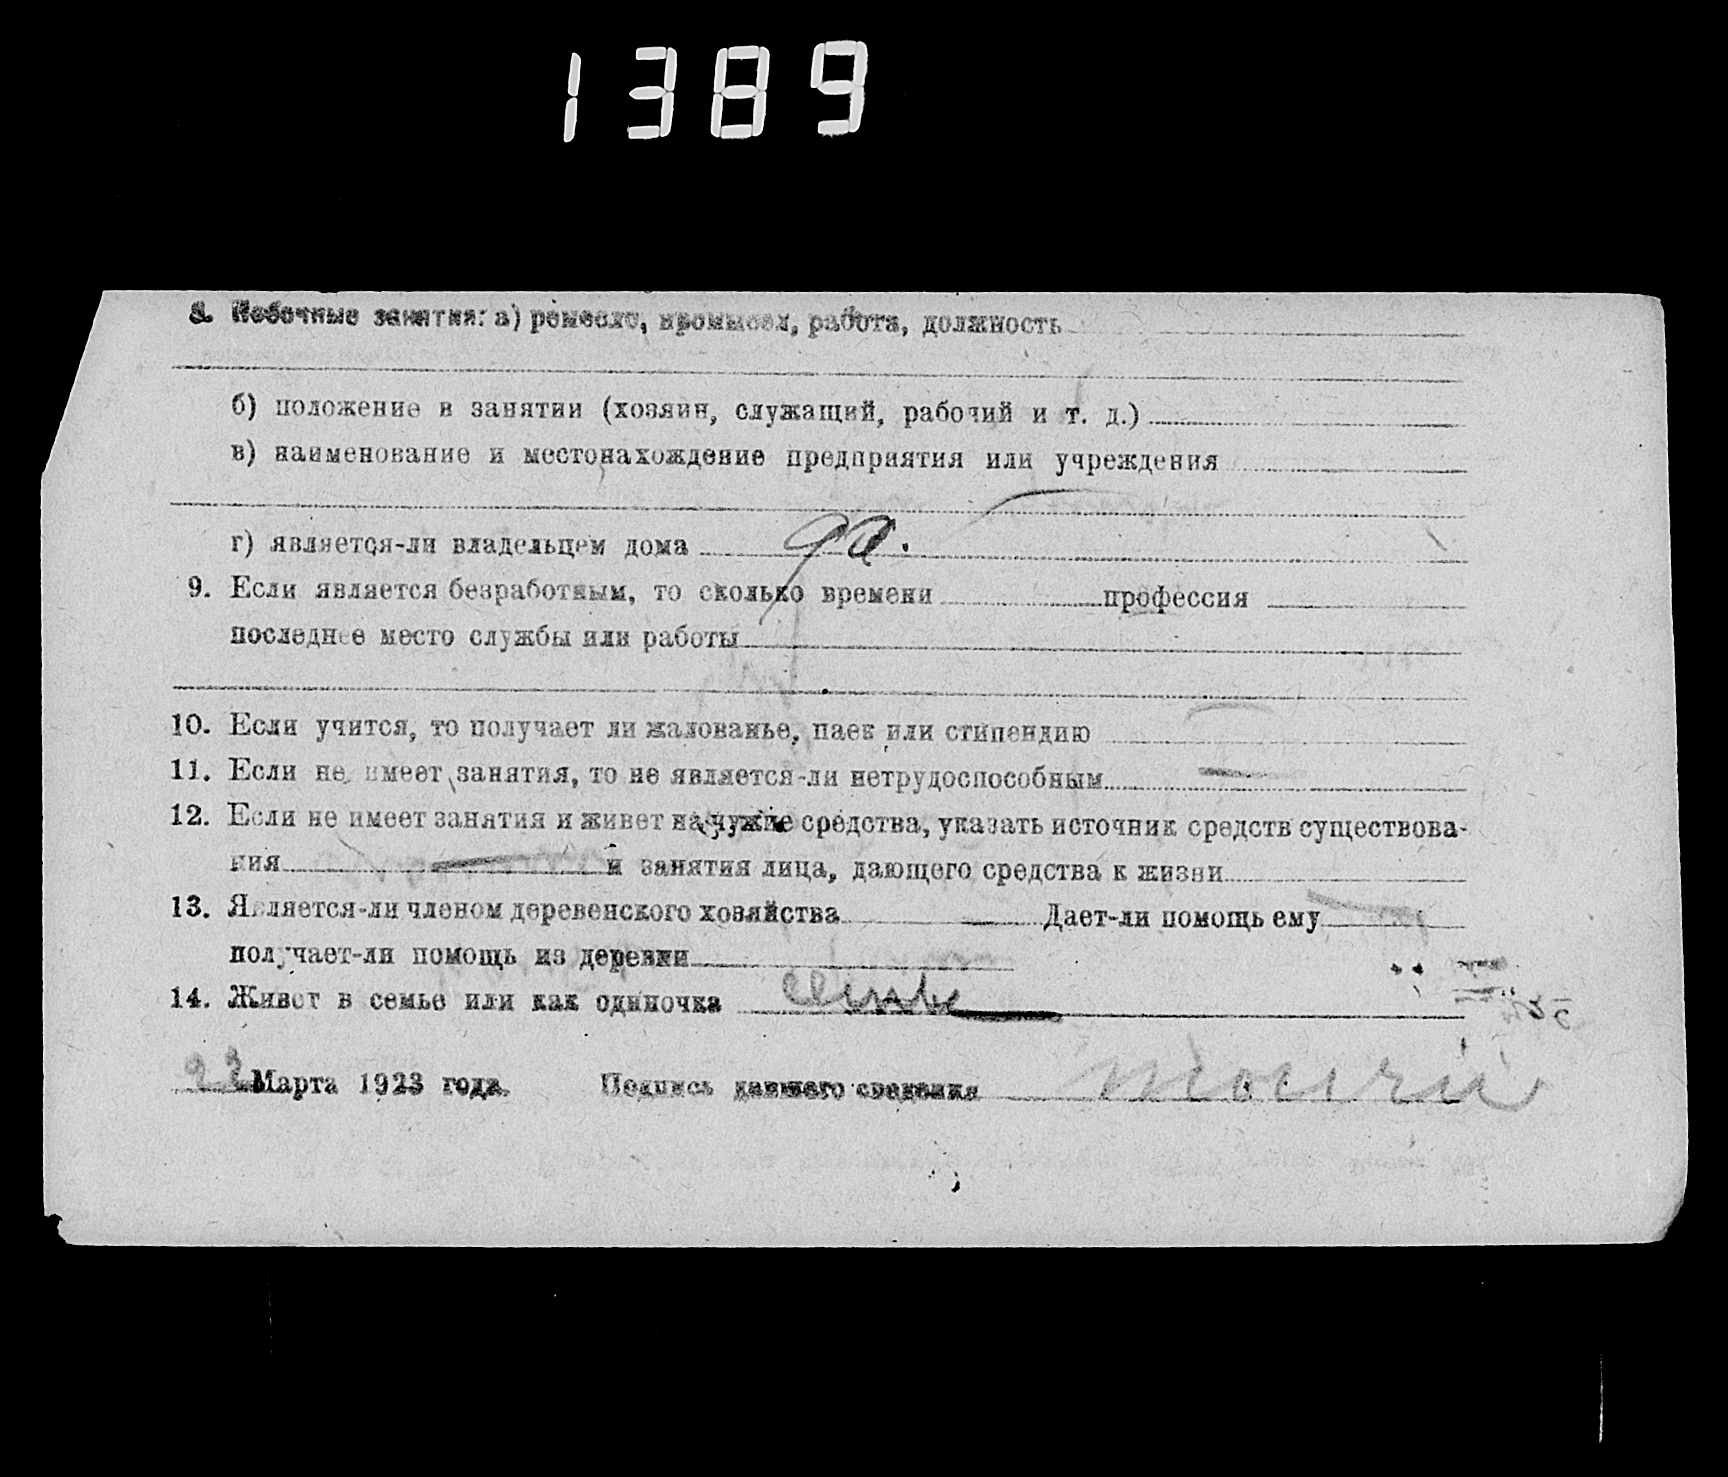 1389
8. Побочные занятия: а) ремесло, промысел, работа, должность
б) положение в занятии (хозяин, служащий, рабочий и т. д.)
в) наименование и местонахождение предприятия или учреждения
г) является-ли владельцем дома да.
9. Если является безработным, то сколько времени профессия
последнее место службы или работы
10. Если учится, то получает ли жалованье, паек или стипендию
11. Если не имеет занятия, то не является-ли нетрудоспособным
12. Если не имеет занятия и живет на чужие средства, указать источник средств существова-
ния и занятия лица, дающего средства к жизни
13. Является-ли членом деревенского хозяйства Дает-ли помощь ему
получает-ли помощь из деревни
14. Живет в семье или как одиночка
Марта 1923 года. Подпись давшего сведения